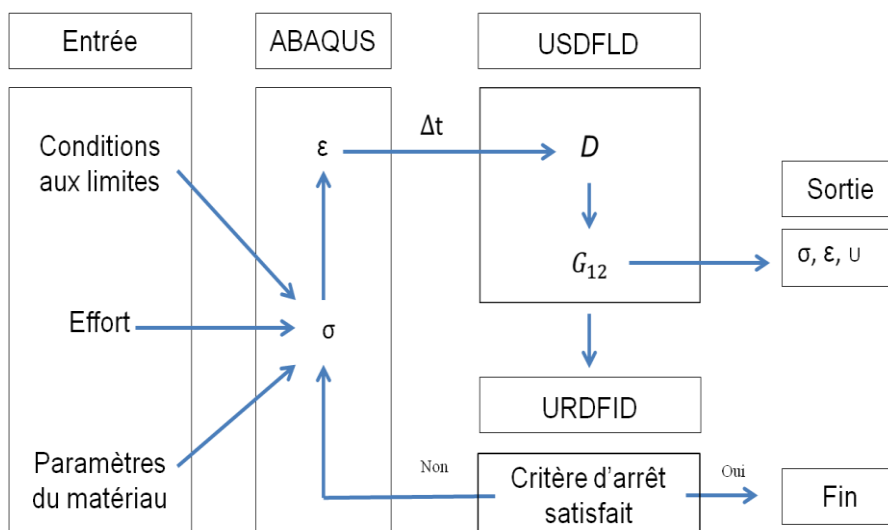 Entrée
ABAQUS
USDFLD
Conditions
aux limites
Effort
Paramètres
du matériau
ε
σ
Δt
D
G12
Sortie
σ, ε, U
URDFID
Critère d’arrêt
satisfait
Non
Oui
Fin